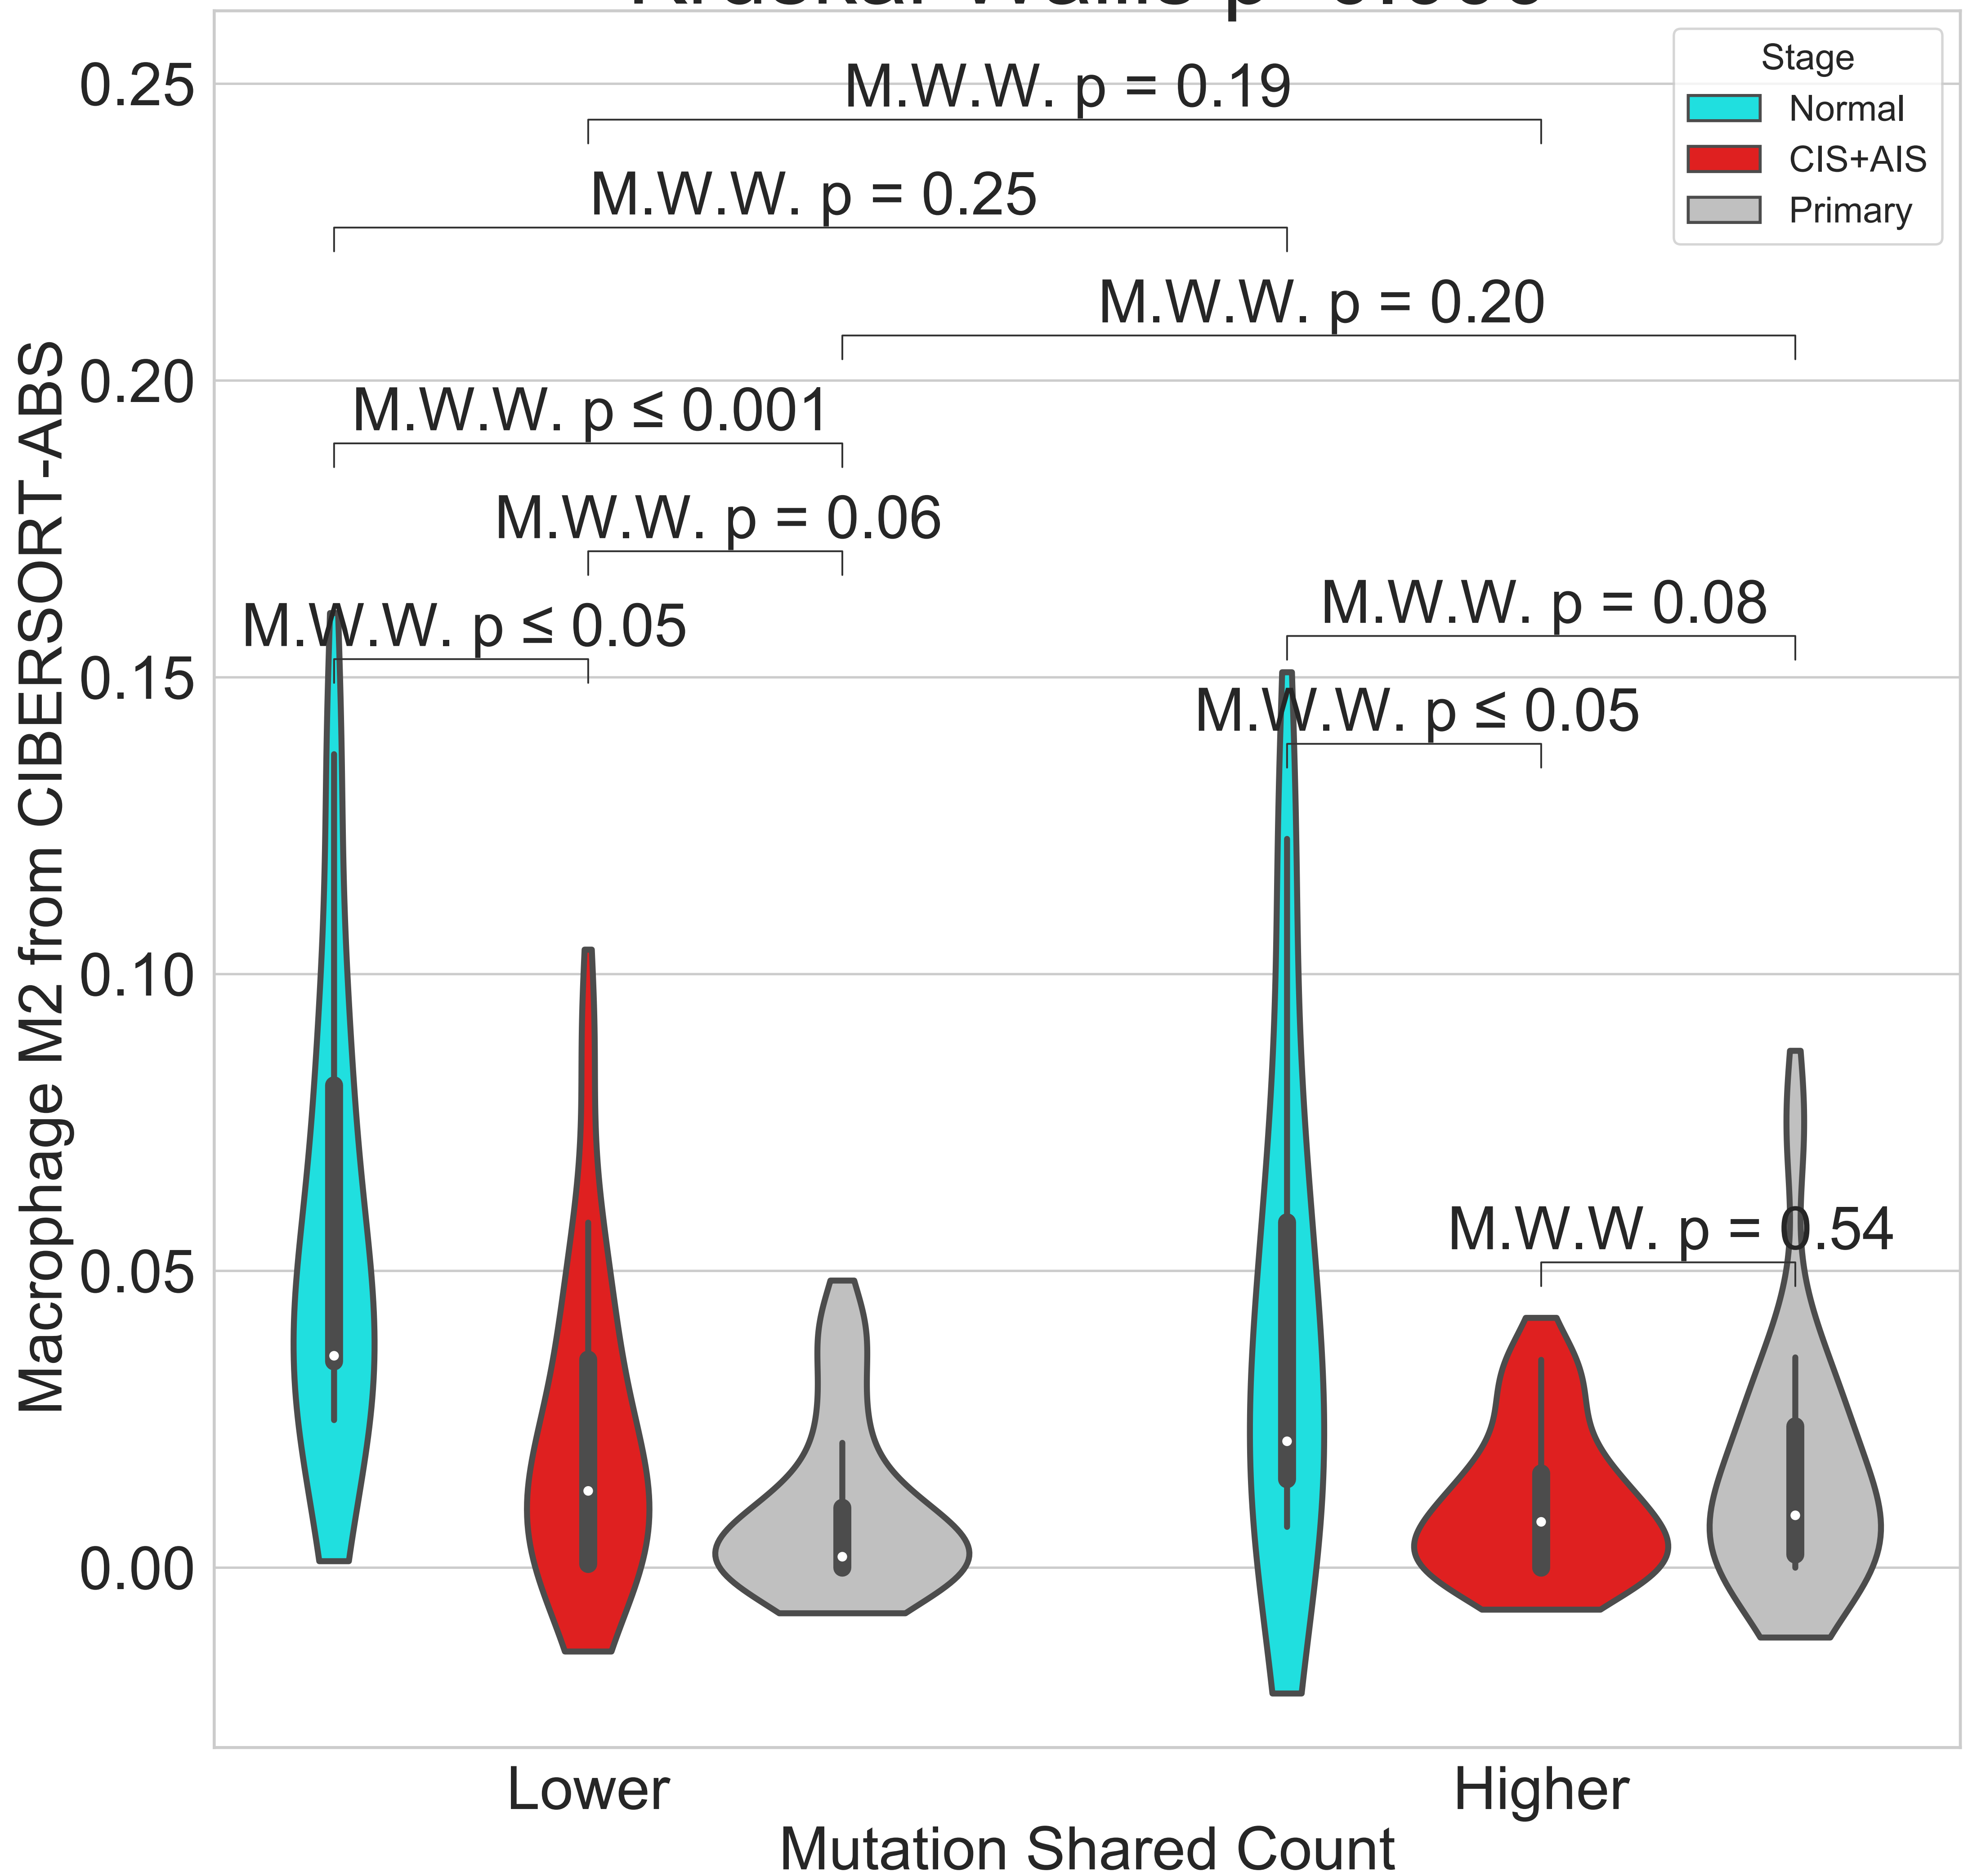 0.25
0.20
0.15
0.10
0.05
0.00
Macrophage M2 from CIBERSORT-ABS
M.W.W. p = 0.19
M.W.W. p = 0.25
M.W.W. p = 0.20
M.W.W. p ≤ 0.001
M.W.W. p = 0.06
M.W.W. p ≤ 0.05
M.W.W. p = 0.08
M.W.W. p ≤ 0.05
M.W.W. p = 0.54
Stage
Normal
CIS+AIS
Primary
Lower
Higher
Mutation Shared Count